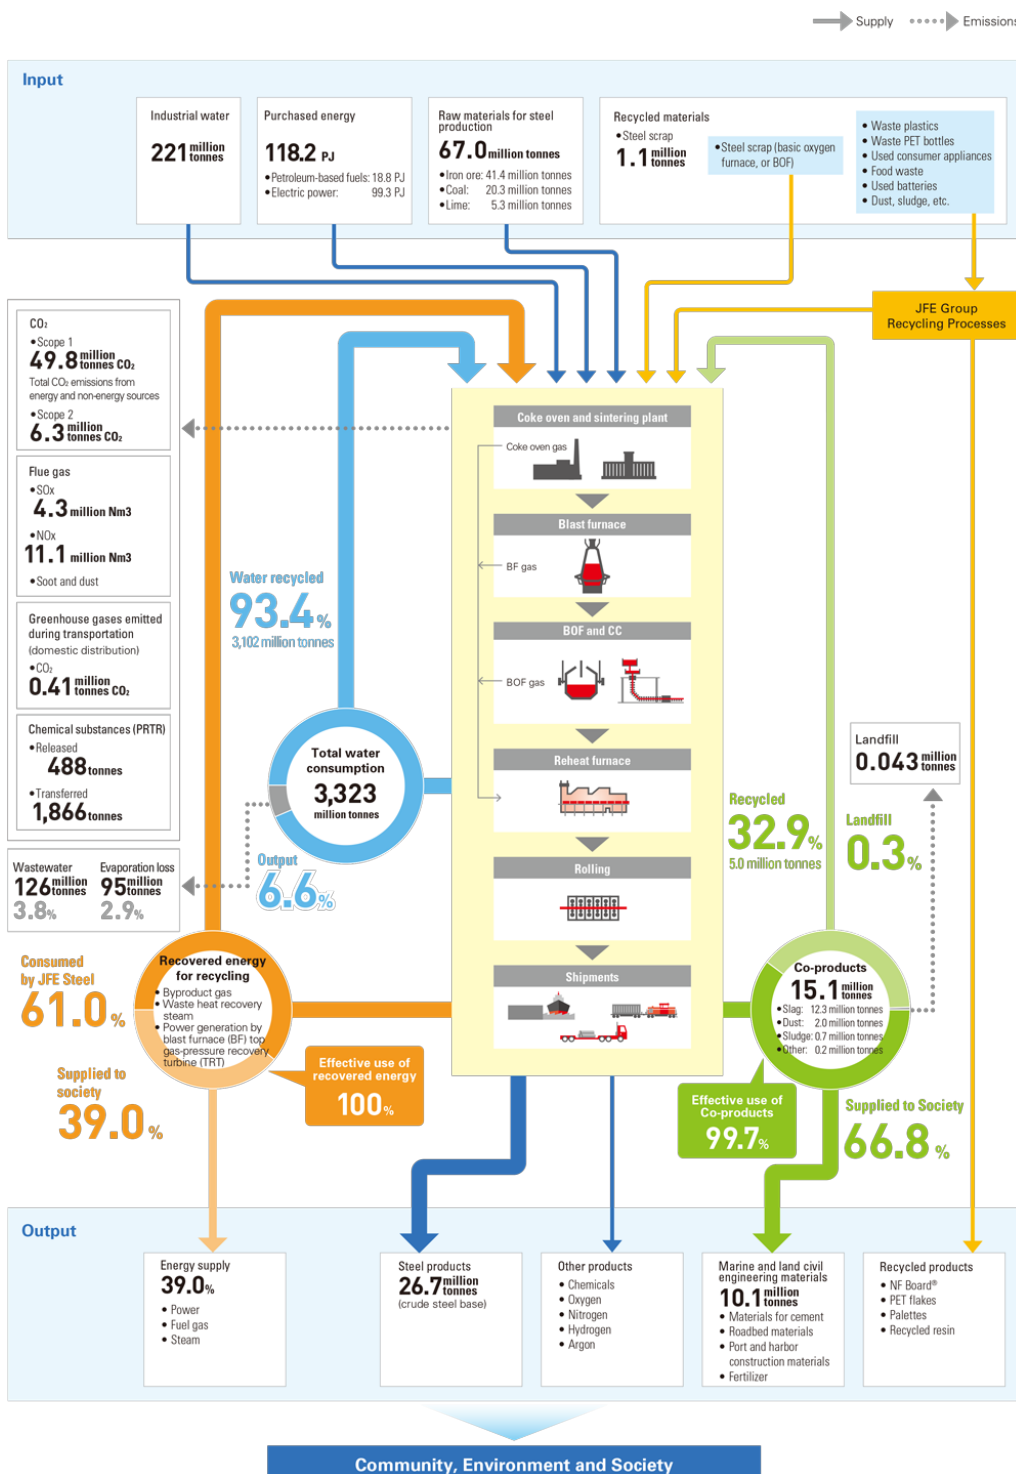 Supply
Emissions
Input
Industrial water
221 million tonnes
Purchased energy
118.2 PJ
•Petroleum-based fuels: 18.8 PJ
•Electric power: 99.3 PJ
Raw materials for steel
production
67.0 million tonnes
•Iron ore: 41.4 million tonnes
•Coal: 20.3 million tonnes
•Lime: 5.3 million tonnes
Recycled materials
•Steel scrap
1.1 million tonnes
•Steel scrap (basic oxygen
furnace, or BOF)
• Waste plastics
• Waste PET bottles
• Used consumer appliances
• Food waste
• Used batteries
• Dust, sludge, etc.
JFE Group
Recycling Processes
CO₂
•Scope 1
49.8 million tonnes CO₂
Total CO₂ emissions from
energy and non-energy sources
•Scope 2
6.3 million tonnes CO₂
Flue gas
•SOx
4.3 million Nm3
•NOx
11.1 million Nm3
•Soot and dust
Greenhouse gases emitted
during transportation
(domestic distribution)
•CO₂
0.41 million tonnes CO₂
Chemical substances (PRTR)
•Released
488 tonnes
•Transferred
1,866 tonnes
Wastewater
126 million tonnes
3.8%
Evaporation loss
95 million tonnes
2.9%
Water recycled
93.4%
3,102 million tonnes
Total water
consumption
3,323
million tonnes
Output
6.6%
Coke oven and sintering plant
Coke oven gas
Blast furnace
BF gas
BOF and CC
BOF gas
Reheat furnace
Rolling
Shipments
Consumed
by JFE Steel
61.0 %
Recovered energy
for recycling
• Byproduct gas
• Waste heat recovery
steam
• Power generation by
blast furnace (BF) top
gas-pressure recovery
turbine (TRT)
Supplied to
society
39.0 %
Effective use of
recovered energy
100%
Recycled
32.9%
5.0 million tonnes
Landfill
0.3%
Landfill
0.043 million tonnes
Co-products
15.1 million tonnes
•Slag: 12.3 million tonnes
•Dust: 2.0 million tonnes
•Sludge: 0.7 million tonnes
•Other: 0.2 million tonnes
Effective use of
Co-products
99.7%
Supplied to Society
66.8 %
Output
Energy supply
39.0%
• Power
• Fuel gas
• Steam
Steel products
26.7 million tonnes
(crude steel base)
Other products
• Chemicals
• Oxygen
• Nitrogen
• Hydrogen
• Argon
Marine and land civil
engineering materials
10.1 million tonnes
• Materials for cement
• Roadbed materials
• Port and harbor
construction materials
• Fertilizer
Recycled products
• NF Board®
• PET flakes
• Palettes
• Recycled resin
Community, Environment and Society